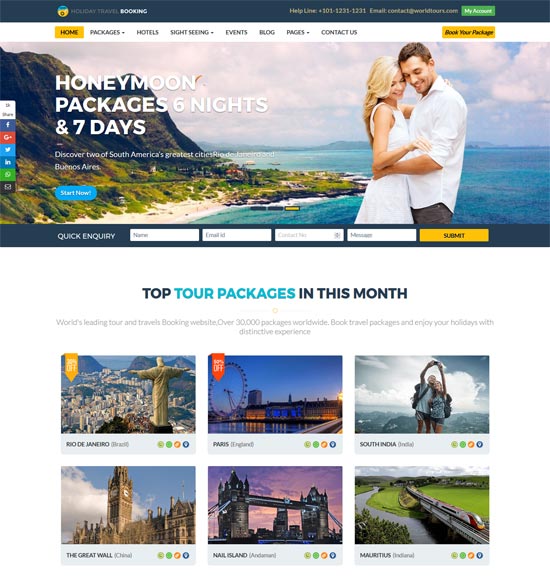 HOLIDAY TRAVEL BOOKING
Help Line: +101-1231-1231 Email: contact@worldtours.com My Account
HOME PACKAGES HOTELS SIGHT SEEING EVENTS BLOG PAGES CONTACT US Book Your Package
HONEYMOON
PACKAGES 6 NIGHTS
& 7 DAYS
Discover two of South America's greatest citiesRio de Janeiro and
Buenos Aires.
Start Now!
Share
QUICK ENQUIRY Name Email id Contact No Message SUBMIT
TOP TOUR PACKAGES IN THIS MONTH
World's leading tour and travels Booking website,Over 30,000 packages worldwide. Book travel packages and enjoy your holidays with
distinctive experience
OFF
OFF
RIO DE JANEIRO (Brazil) PARIS (England) SOUTH INDIA (India)
THE GREAT WALL (China) NAIL ISLAND (Andaman) MAURITIUS (Indiana)